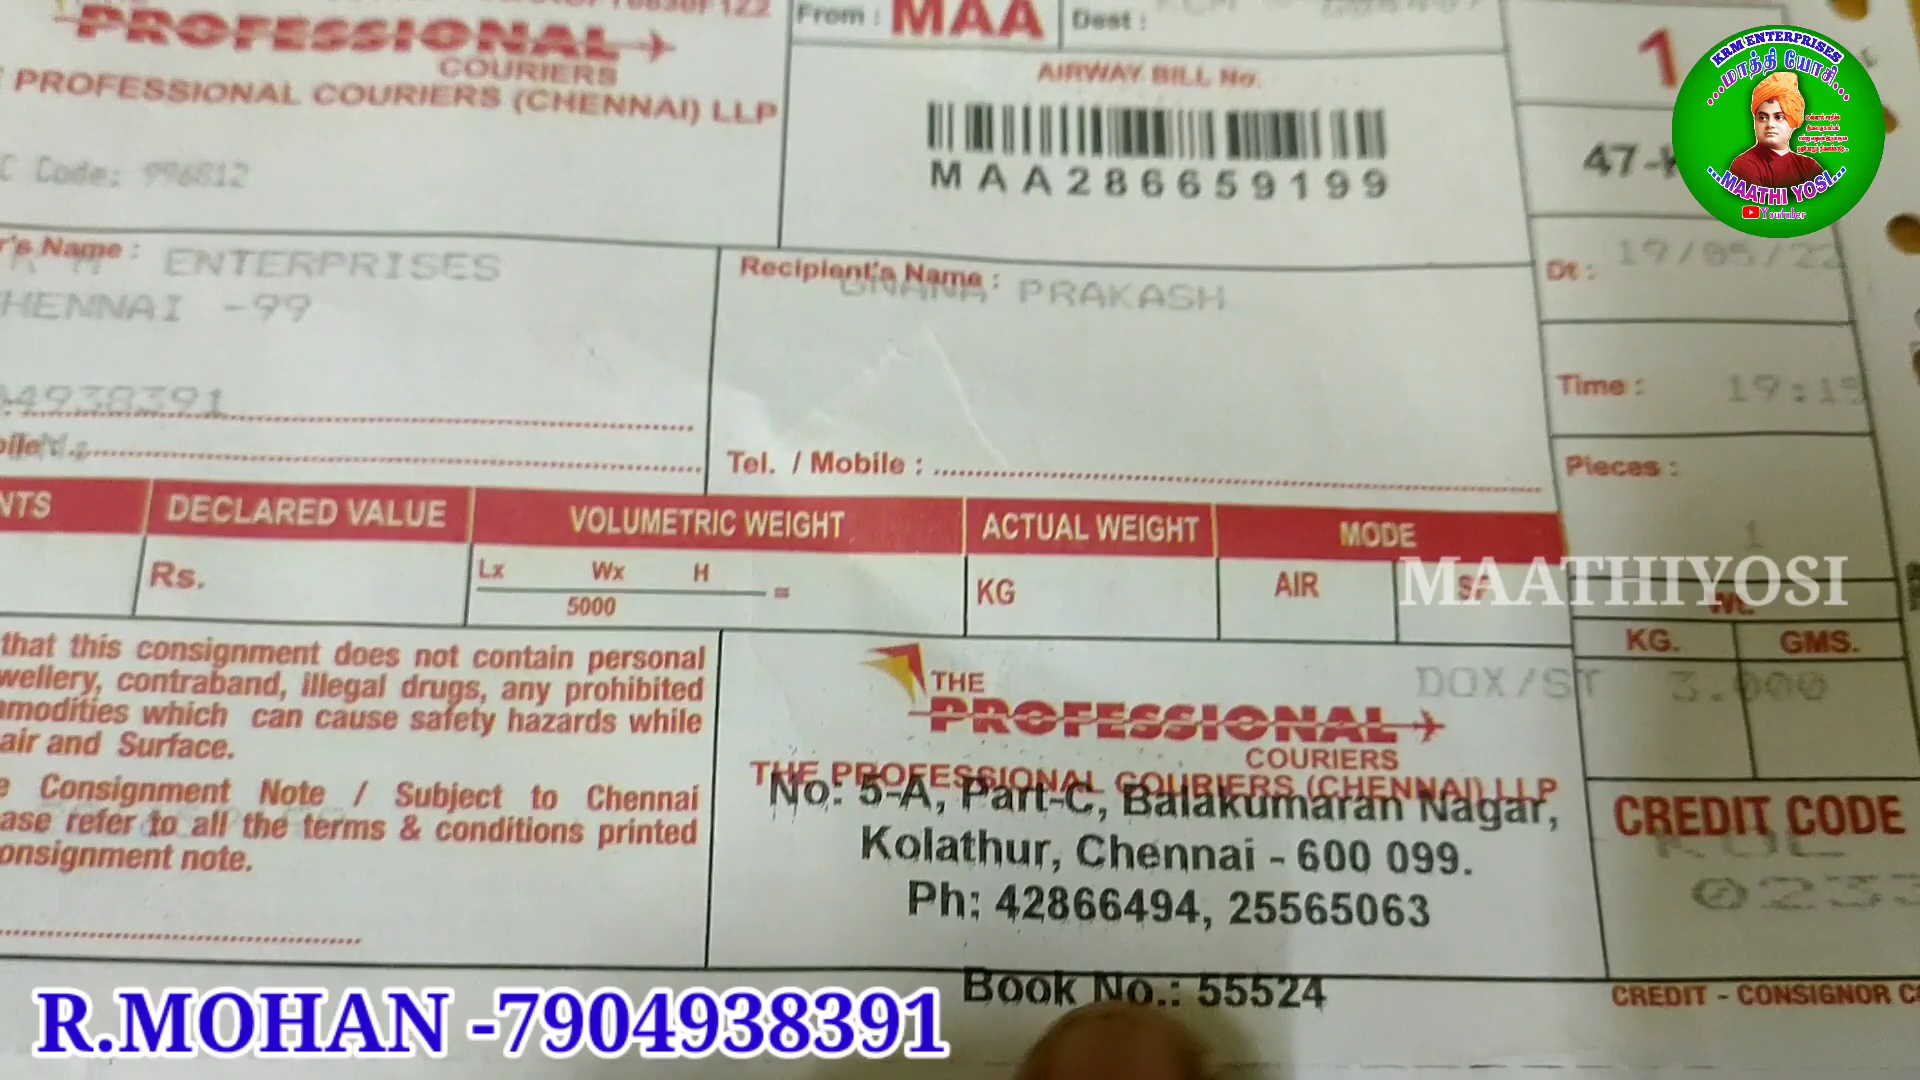 PROFESSIONAL
COURIERS
PROFESSIONAL COURIERS (CHENNAI) LLP
C Code: 996812
From : MAA
Dest :
AIRWAY BILL No.
MAA286659199
1
47-
KRM ENTERPRISES
மாத்தி யோசி
MAATHI YOSI
Youtuber
r's Name :
ENTERPRISES
HENNAI -99
4938391
Recipient's Name :
GNANA PRAKASH
Tel. / Mobile :
Dt : 19/05/22
Time : 19:15
Pieces :
1
NTS
DECLARED VALUE
VOLUMETRIC WEIGHT
ACTUAL WEIGHT
MODE
Rs.
Lx Wx H
=
5000
KG
AIR
MAATHIYOSI
KG. GMS.
3.000
DOX/ST
that this consignment does not contain personal
wellery, contraband, illegal drugs, any prohibited
mmodities which can cause safety hazards while
air and Surface.
e Consignment Note / Subject to Chennai
ase refer to all the terms & conditions printed
onsignment note.
THE
PROFESSIONAL
COURIERS
THE PROFESSIONAL COURIERS (CHENNAI) LLP
No: 5-A, Part-C, Balakumaran Nagar,
Kolathur, Chennai - 600 099.
Ph: 42866494, 25565063
Book No.: 55524
CREDIT CODE
0233
CREDIT - CONSIGNOR C
R.MOHAN -7904938391